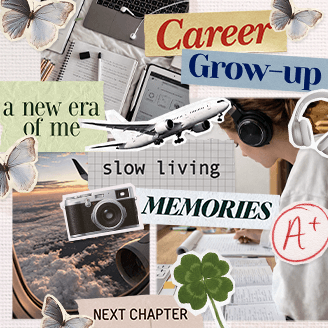 Career
Grow-up
a new era
of me
slow living
MEMORIES
A+
NEXT CHAPTER